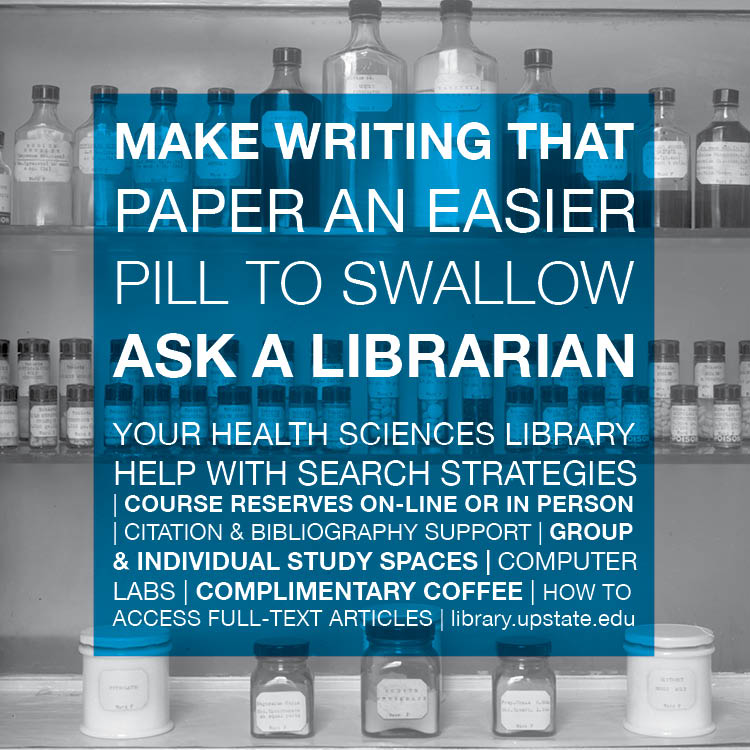 MAKE WRITING THAT
PAPER AN EASIER
PILL TO SWALLOW
ASK A LIBRARIAN
YOUR HEALTH SCIENCES LIBRARY
HELP WITH SEARCH STRATEGIES
| COURSE RESERVES ON-LINE OR IN PERSON
| CITATION & BIBLIOGRAPHY SUPPORT | GROUP
& INDIVIDUAL STUDY SPACES | COMPUTER
LABS | COMPLIMENTARY COFFEE | HOW TO
ACCESS FULL-TEXT ARTICLES | library.upstate.edu
POISON
POISON